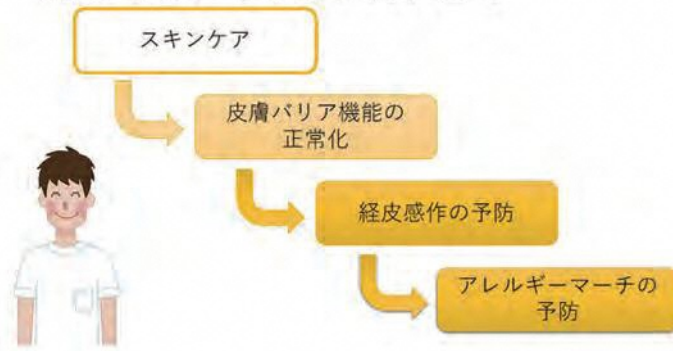 スキンケア
皮膚バリア機能の
正常化
経皮感作の予防
アレルギーマーチの
予防